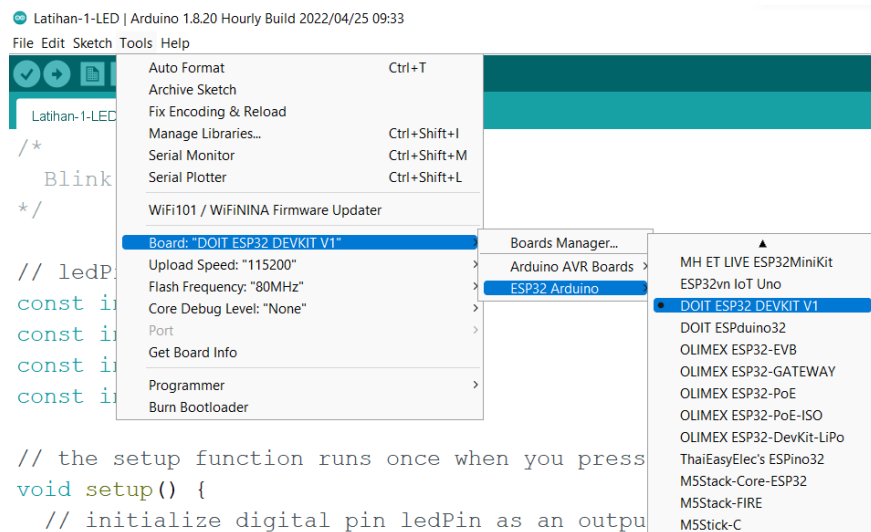 Latihan-1-LED | Arduino 1.8.20 Hourly Build 2022/04/25 09:33
File Edit Sketch Tools Help
Latihan-1-LED
Auto Format Ctrl+T
Archive Sketch
Fix Encoding & Reload
Manage Libraries... Ctrl+Shift+I
Serial Monitor Ctrl+Shift+M
Serial Plotter Ctrl+Shift+L
WiFi101 / WiFiNINA Firmware Updater
Board: "DOIT ESP32 DEVKIT V1"
Upload Speed: "115200"
Flash Frequency: "80MHz"
Core Debug Level: "None"
Port
Get Board Info
Programmer
Burn Bootloader
Boards Manager...
Arduino AVR Boards
ESP32 Arduino
MH ET LIVE ESP32MiniKit
ESP32vn IoT Uno
DOIT ESP32 DEVKIT V1
DOIT ESPduino32
OLIMEX ESP32-EVB
OLIMEX ESP32-GATEWAY
OLIMEX ESP32-PoE
OLIMEX ESP32-PoE-ISO
OLIMEX ESP32-DevKit-LiPo
ThaiEasyElec's ESPino32
M5Stack-Core-ESP32
M5Stack-FIRE
M5Stick-C
/*
Blink
*/
// ledP
const i
const i
const i
const i
// the setup function runs once when you press
void setup() {
// initialize digital pin ledPin as an outpu